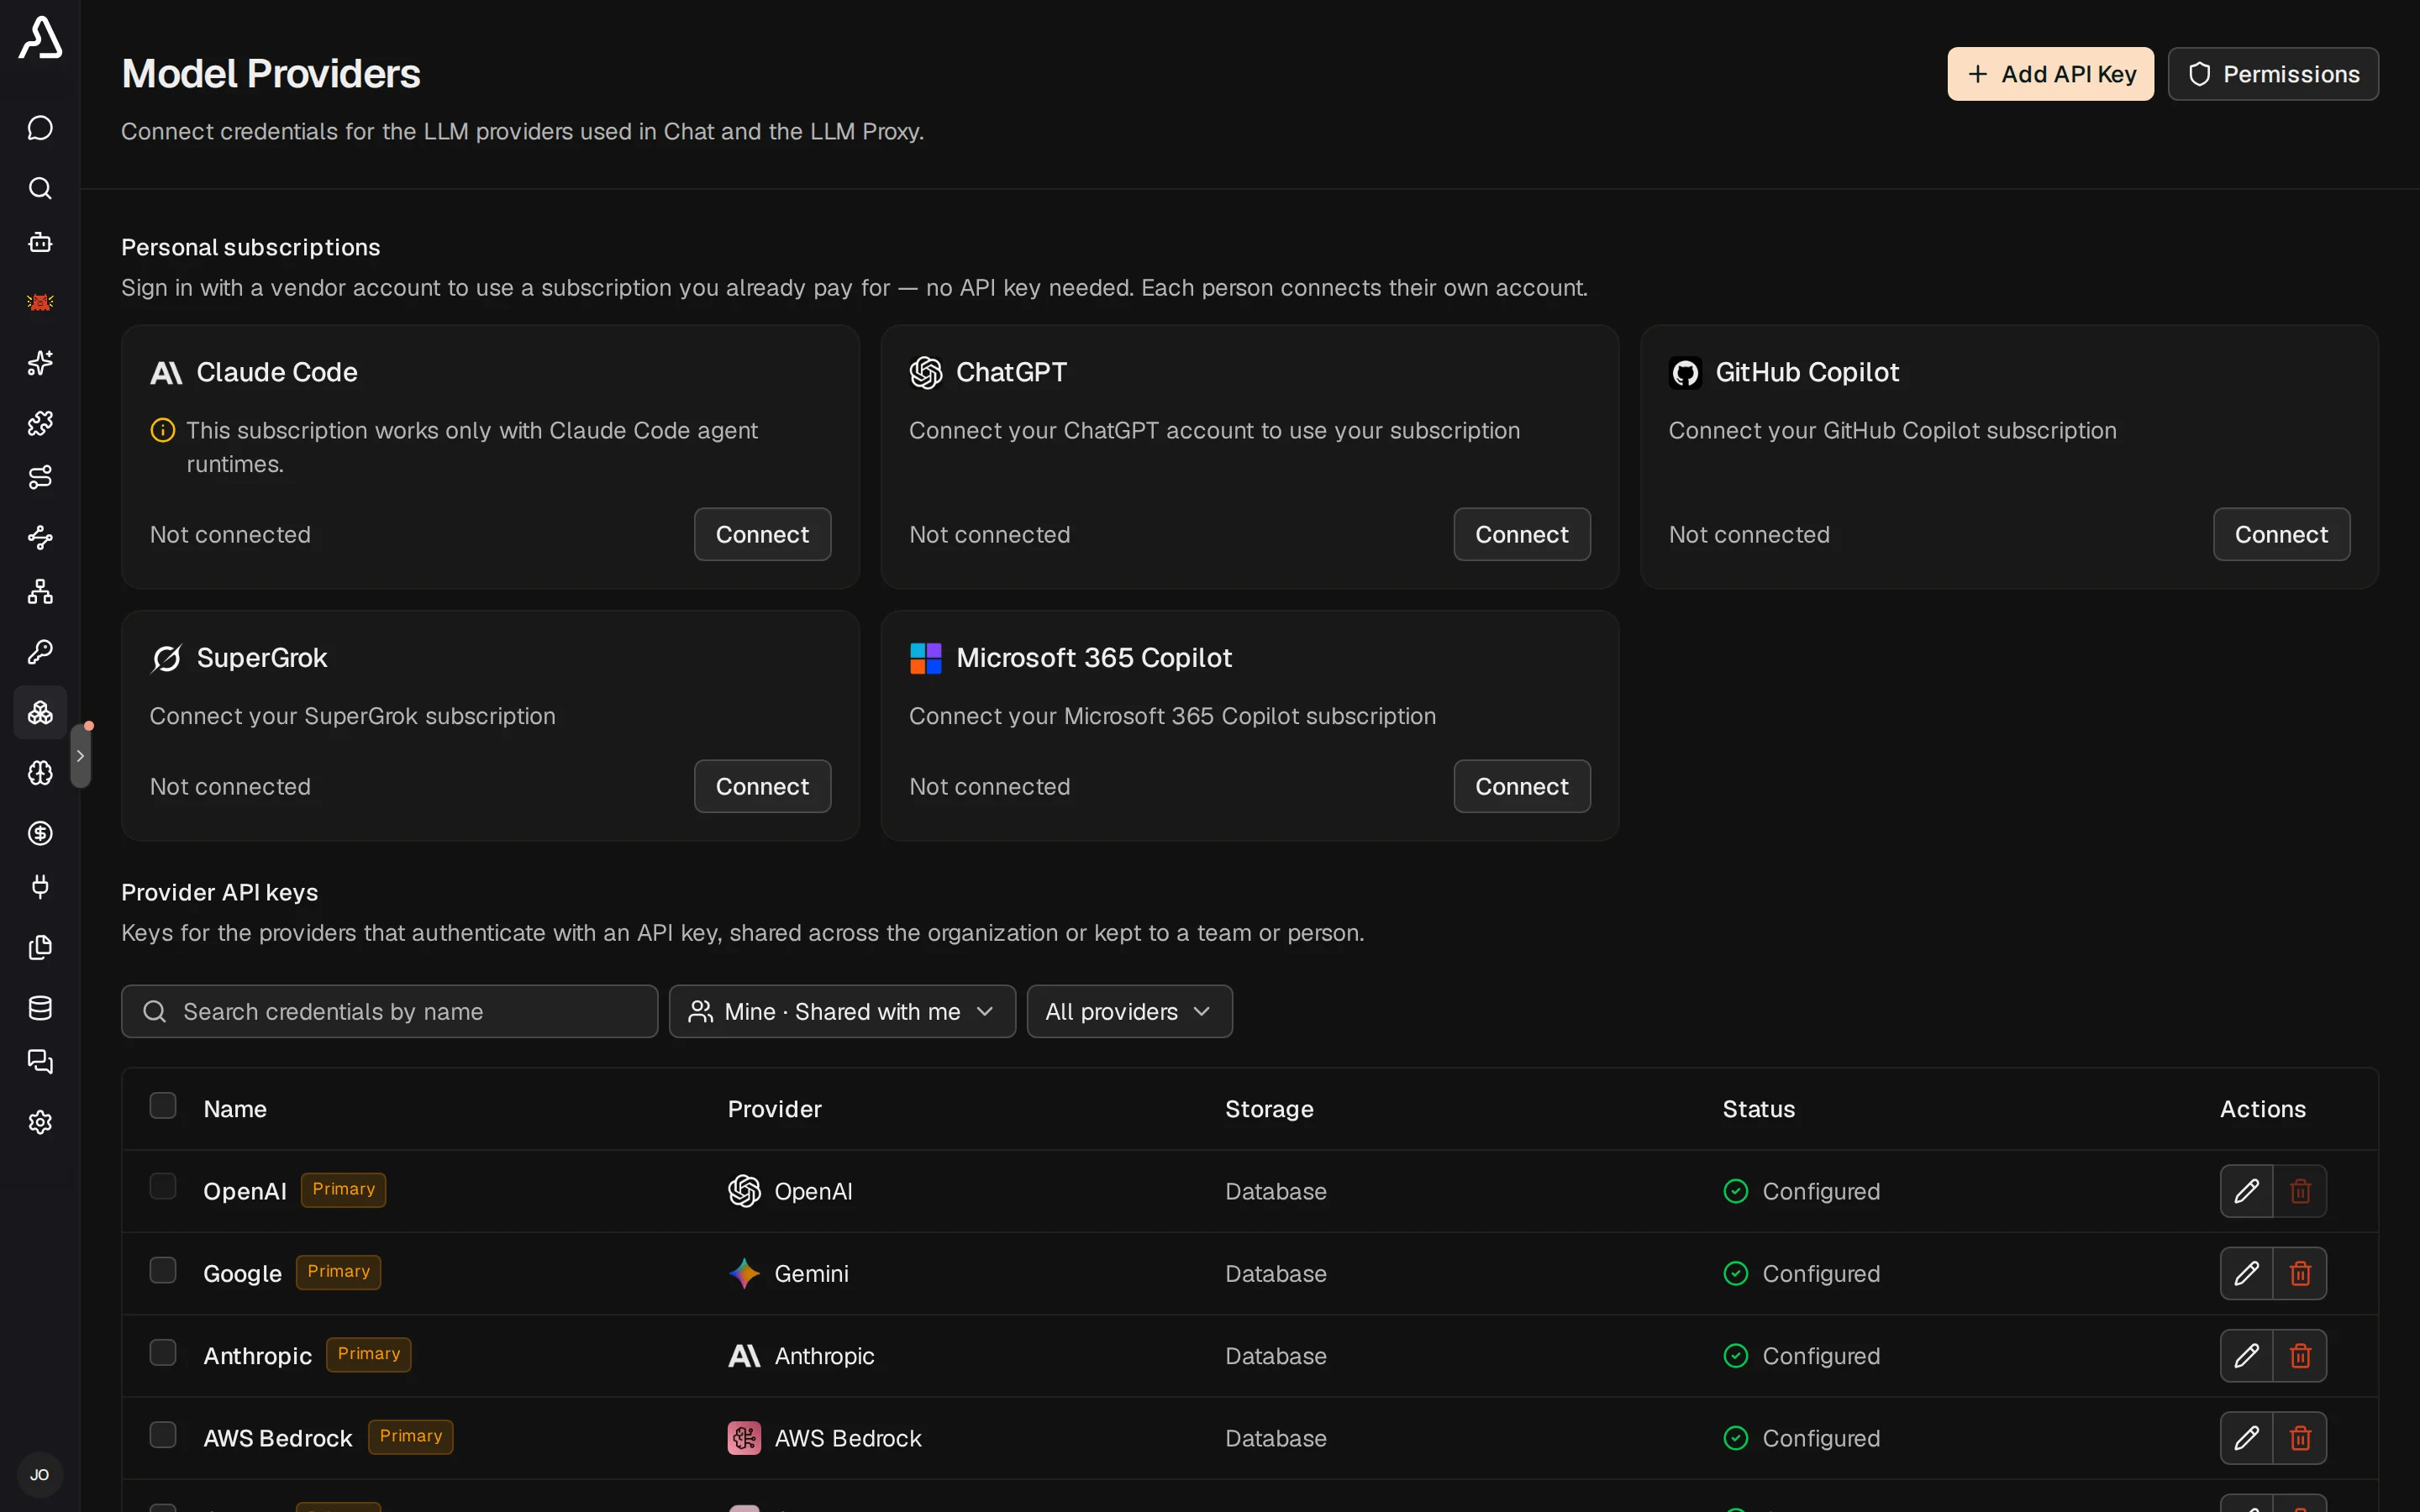 Model Providers
Add API Key
Permissions
Connect credentials for the LLM providers used in Chat and the LLM Proxy.
Personal subscriptions
Sign in with a vendor account to use a subscription you already pay for — no API key needed. Each person connects their own account.
Claude Code
This subscription works only with Claude Code agent
runtimes.
Not connected
Connect
ChatGPT
Connect your ChatGPT account to use your subscription
Not connected
Connect
GitHub Copilot
Connect your GitHub Copilot subscription
Not connected
Connect
SuperGrok
Connect your SuperGrok subscription
Not connected
Connect
Microsoft 365 Copilot
Connect your Microsoft 365 Copilot subscription
Not connected
Connect
Provider API keys
Keys for the providers that authenticate with an API key, shared across the organization or kept to a team or person.
Search credentials by name
Mine · Shared with me
All providers
Name Provider Storage Status Actions
OpenAI Primary OpenAI Database Configured
Google Primary Gemini Database Configured
Anthropic Primary Anthropic Database Configured
AWS Bedrock Primary AWS Bedrock Database Configured
JO